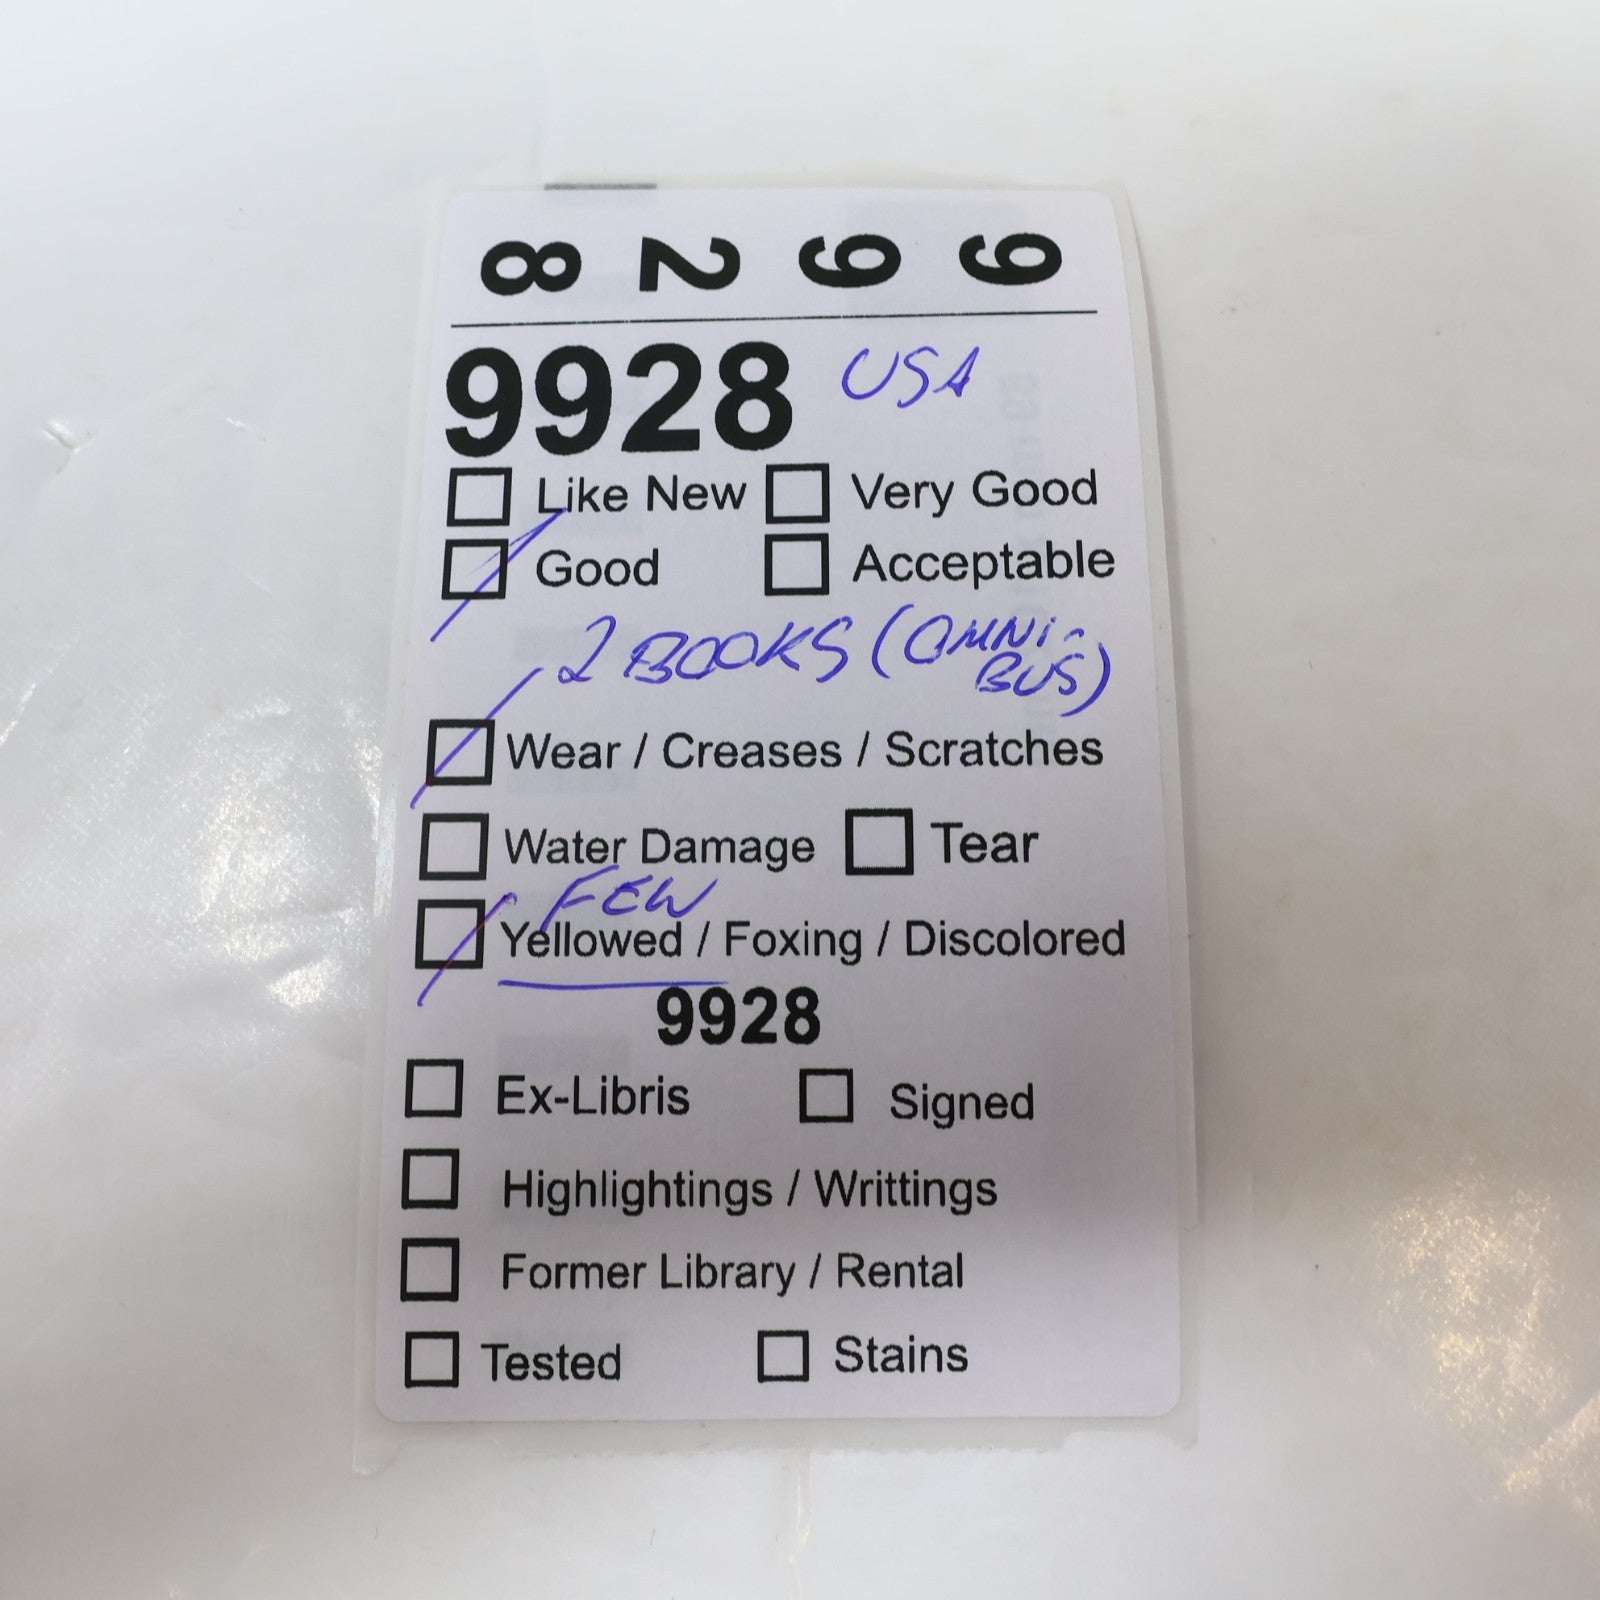 9 9 2 8
9928 USA
Like New Very Good
Good Acceptable
2 BOOKS (OMNI-
BUS)
Wear / Creases / Scratches
Water Damage Tear
FEW
Yellowed / Foxing / Discolored
9928
Ex-Libris Signed
Highlightings / Writtings
Former Library / Rental
Tested Stains